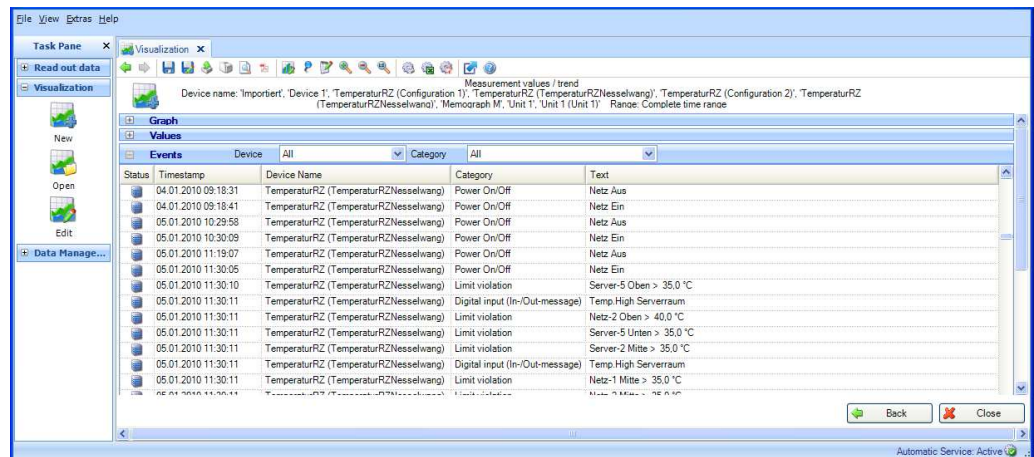 File View Extras Help
Task Pane X
Visualization X
Read out data
Visualization
New
Open
Edit
Data Manage...
Measurement values / trend
Device name: 'Importiert', 'Device 1', 'TemperaturRZ (Configuration 1)', 'TemperaturRZ (TemperaturRZNesselwang)', 'TemperaturRZ (Configuration 2)', 'TemperaturRZ
(TemperaturRZNesselwang)', 'Memograph M', 'Unit 1', 'Unit 1 (Unit 1)' Range: Complete time range
Graph
Values
Events Device All Category All
Status Timestamp Device Name Category Text
04.01.2010 09:18:31 TemperaturRZ (TemperaturRZNesselwang) Power On/Off Netz Aus
04.01.2010 09:18:41 TemperaturRZ (TemperaturRZNesselwang) Power On/Off Netz Ein
05.01.2010 10:29:58 TemperaturRZ (TemperaturRZNesselwang) Power On/Off Netz Aus
05.01.2010 10:30:09 TemperaturRZ (TemperaturRZNesselwang) Power On/Off Netz Ein
05.01.2010 11:19:07 TemperaturRZ (TemperaturRZNesselwang) Power On/Off Netz Aus
05.01.2010 11:30:05 TemperaturRZ (TemperaturRZNesselwang) Power On/Off Netz Ein
05.01.2010 11:30:10 TemperaturRZ (TemperaturRZNesselwang) Limit violation Server-5 Oben > 35,0 °C
05.01.2010 11:30:11 TemperaturRZ (TemperaturRZNesselwang) Digital input (In-/Out-message) Temp.High Serverraum
05.01.2010 11:30:11 TemperaturRZ (TemperaturRZNesselwang) Limit violation Netz-2 Oben > 40,0 °C
05.01.2010 11:30:11 TemperaturRZ (TemperaturRZNesselwang) Limit violation Server-5 Unten > 35,0 °C
05.01.2010 11:30:11 TemperaturRZ (TemperaturRZNesselwang) Limit violation Server-2 Mitte > 35,0 °C
05.01.2010 11:30:11 TemperaturRZ (TemperaturRZNesselwang) Digital input (In-/Out-message) Temp.High Serverraum
05.01.2010 11:30:11 TemperaturRZ (TemperaturRZNesselwang) Limit violation Netz-1 Mitte > 35,0 °C
Back Close
Automatic Service: Active